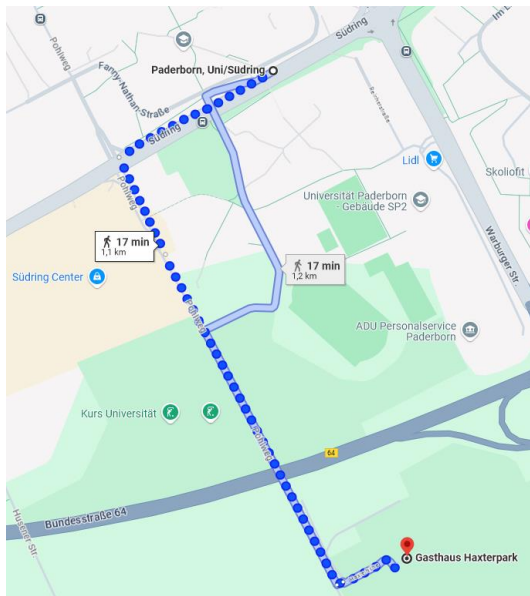 Pohlweg
Südring
Im L
Fanny-Nathan-Straße
Paderborn, Uni/Südring
Südring
Pohlweg
Lidl
Skoliofit
Universität Paderborn
- Gebäude SP2
17 min
1,1 km
17 min
1,2 km
Warburger Str.
Südring Center
Pohlweg
ADU Personalservice
Paderborn
Kurs Universität
Pohlweg
64
Bundesstraße 64
Husener Str.
Gasthaus Haxterpark